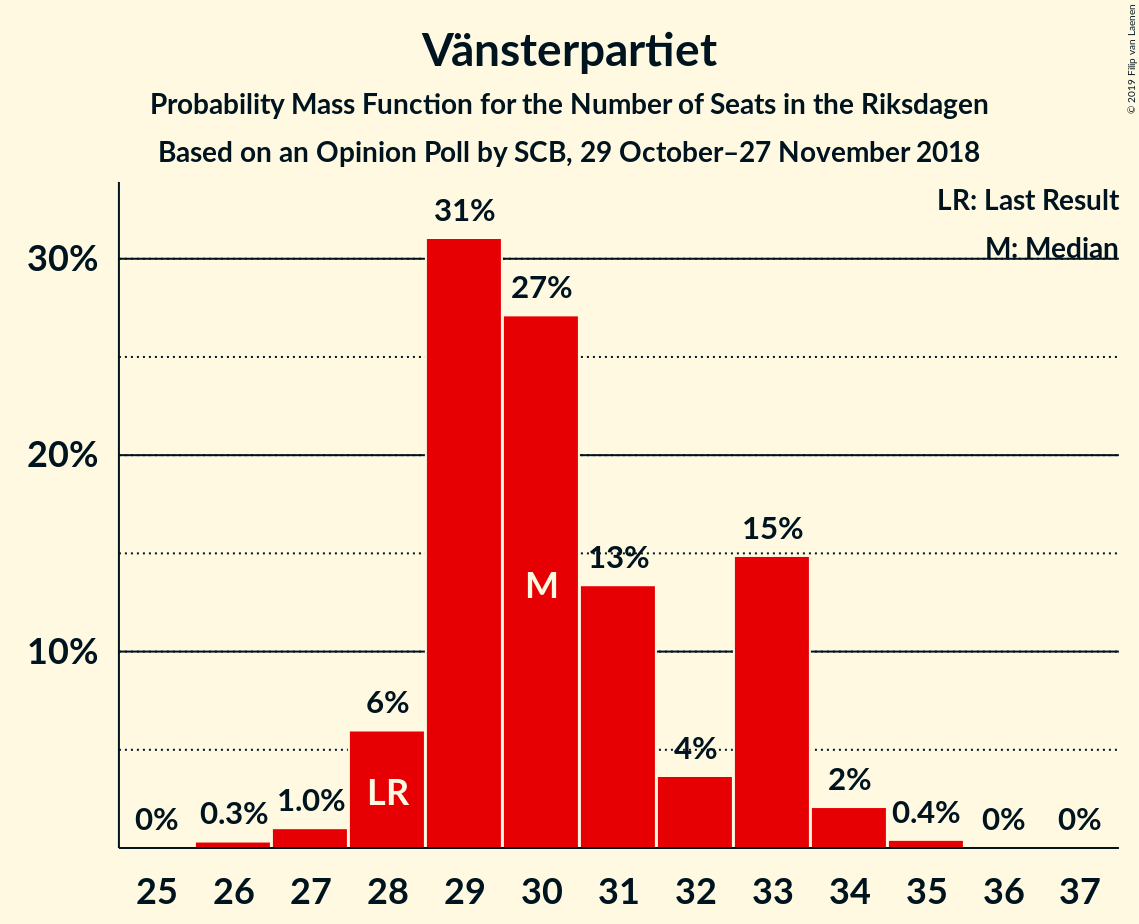 Vänsterpartiet
Probability Mass Function for the Number of Seats in the Riksdagen
Based on an Opinion Poll by SCB, 29 October–27 November 2018
© 2019 Filip van Laenen
LR: Last Result
M: Median
30%
20%
10%
0%
0.3%
1.0%
6%
31%
27%
13%
4%
15%
2%
0.4%
0%
0%
LR
M
25 26 27 28 29 30 31 32 33 34 35 36 37